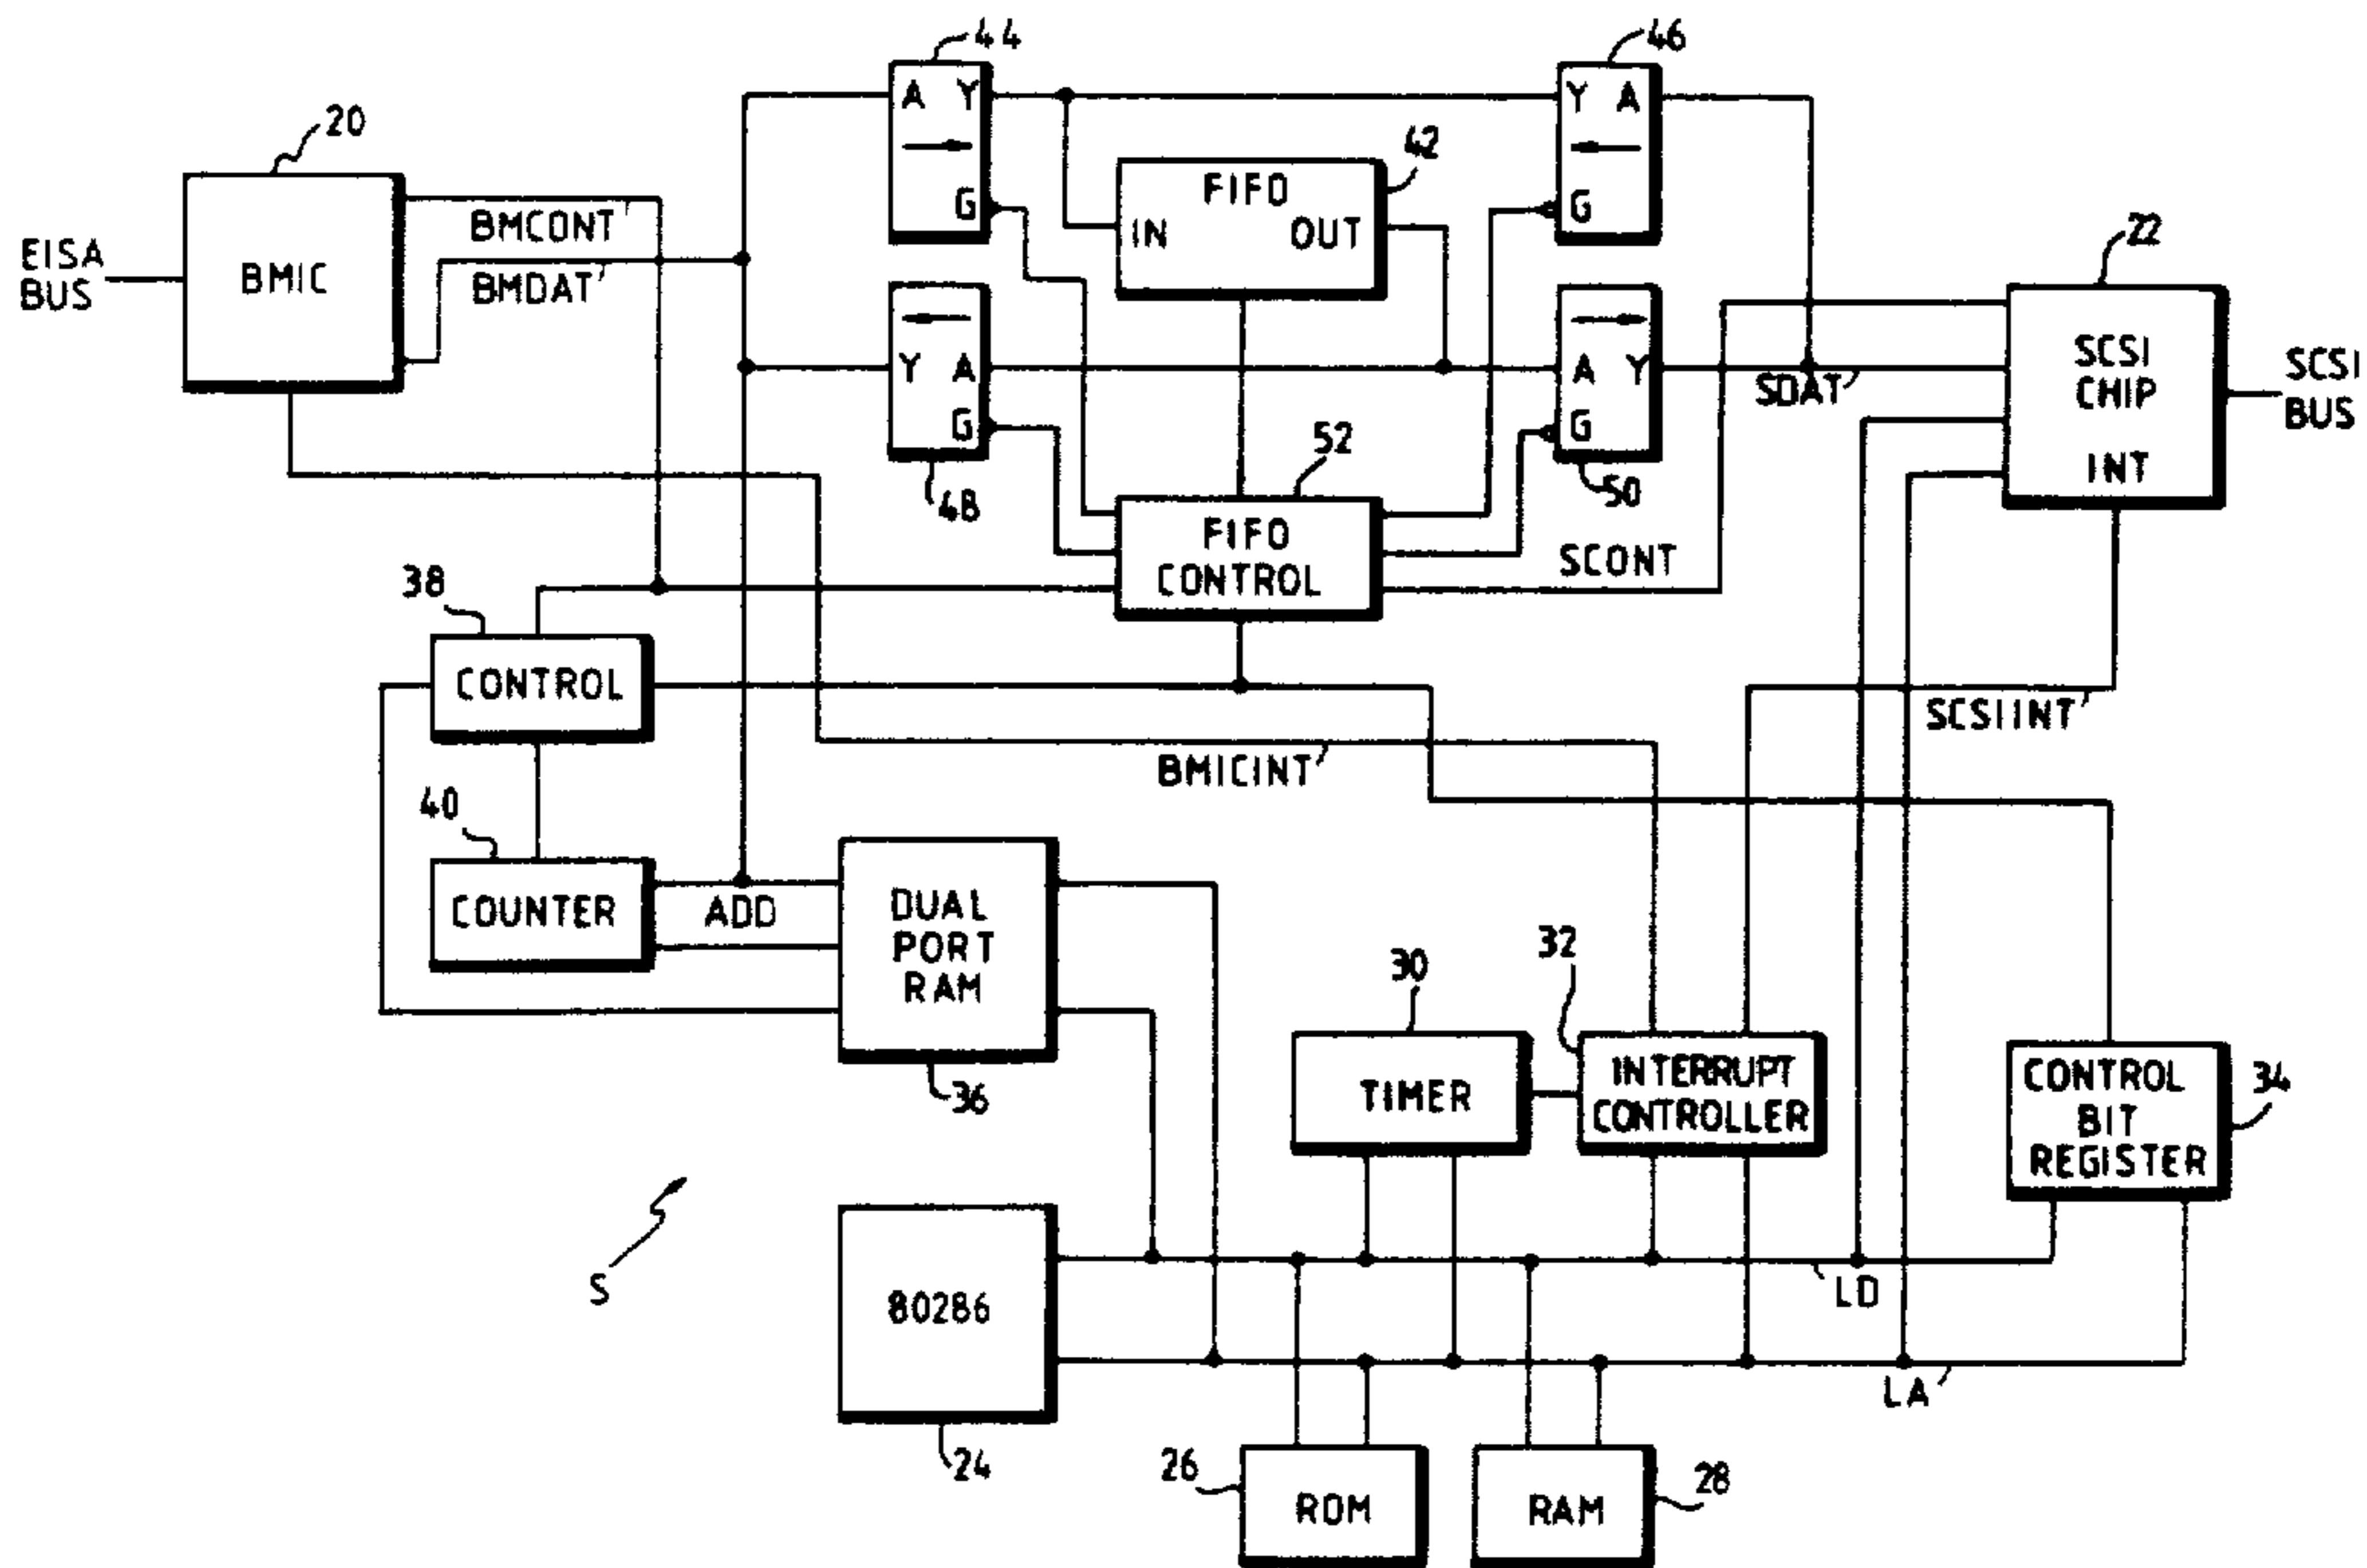 44
46
20
A Y
Y A
42
FIFO
G
G
22
BMCONT
IN OUT
EISA
BUS
BMIC
BMDAT
SCSI
CHIP
Y A
A Y
SDAT
SCSI
BUS
G
52
G
INT
48
50
FIFO
CONTROL
SCONT
38
CONTROL
SCSIINT
BMICINT
40
DUAL
PORT
RAM
COUNTER
ADD
32
30
INTERRUPT
CONTROLLER
CONTROL
BIT
REGISTER
34
TIMER
36
S
80286
LD
LA
24
26
28
ROM
RAM